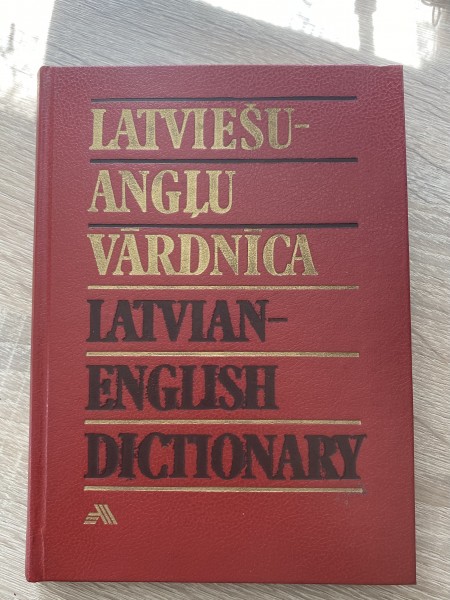 LATVIEŠU-
ANGĻU
VĀRDNĪCA
LATVIAN-
ENGLISH
DICTIONARY